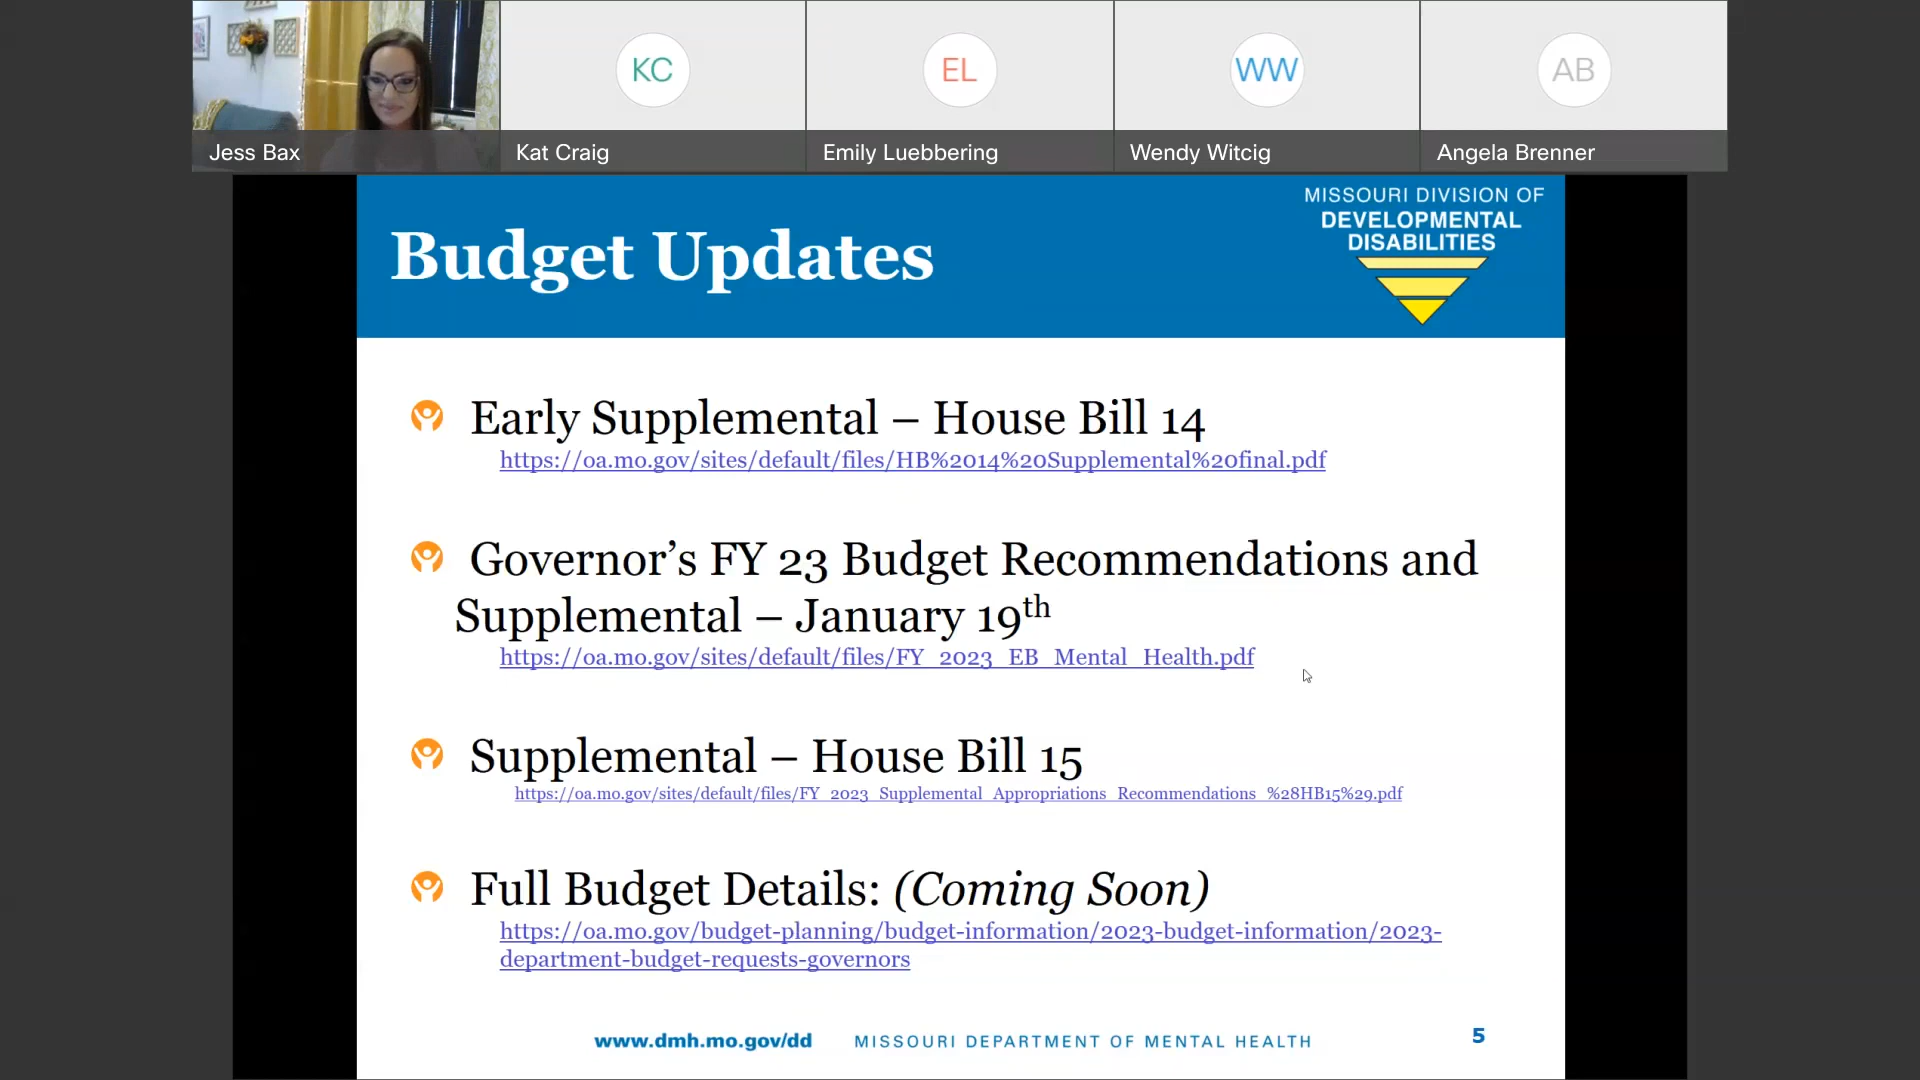 KC
EL
WW
AB
Jess Bax
Kat Craig
Emily Luebbering
Wendy Witcig
Angela Brenner
MISSOURI DIVISION OF
DEVELOPMENTAL
DISABILITIES
Budget Updates
Early Supplemental – House Bill 14
https://oa.mo.gov/sites/default/files/HB%2014%20Supplemental%20final.pdf
Governor’s FY 23 Budget Recommendations and
Supplemental – January 19th
https://oa.mo.gov/sites/default/files/FY_2023_EB_Mental_Health.pdf
Supplemental – House Bill 15
https://oa.mo.gov/sites/default/files/FY_2023_Supplemental_Appropriations_Recommendations_%28HB15%29.pdf
Full Budget Details: (Coming Soon)
https://oa.mo.gov/budget-planning/budget-information/2023-budget-information/2023-
department-budget-requests-governors
www.dmh.mo.gov/dd MISSOURI DEPARTMENT OF MENTAL HEALTH 5